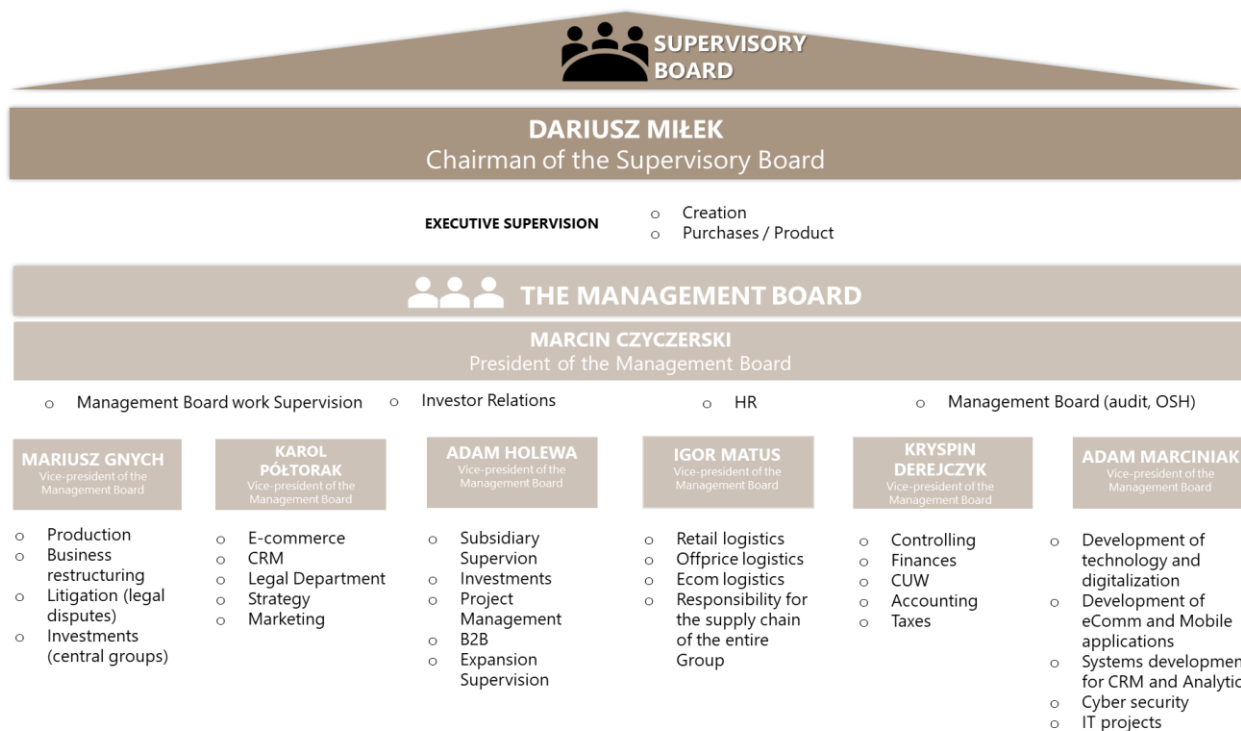 SUPERVISORY
BOARD
DARIUSZ MIŁEK
Chairman of the Supervisory Board
EXECUTIVE SUPERVISION
o Creation
o Purchases / Product
THE MANAGEMENT BOARD
MARCIN CZYCZERSKI
President of the Management Board
o Management Board work Supervision
o Investor Relations
o HR
o Management Board (audit, OSH)
MARIUSZ GNYCH
Vice-president of the
Management Board
o Production
o Business
restructuring
o Litigation (legal
disputes)
o Investments
(central groups)
KAROL
PÓŁTORAK
Vice-president of the
Management Board
o E-commerce
o CRM
o Legal Department
o Strategy
o Marketing
ADAM HOLEWA
Vice-president of the
Management Board
o Subsidiary
Supervion
o Investments
o Project
Management
o B2B
o Expansion
Supervision
IGOR MATUS
Vice-president of the
Management Board
o Retail logistics
o Offprice logistics
o Ecom logistics
o Responsibility for
the supply chain
of the entire
Group
KRYSPIN
DEREJCZYK
Vice-president of the
Management Board
o Controlling
o Finances
o CUW
o Accounting
o Taxes
ADAM MARCINIAK
Vice-president of the
Management Board
o Development of
technology and
digitalization
o Development of
eComm and Mobile
applications
o Systems developmen
for CRM and Analytic
o Cyber security
o IT projects